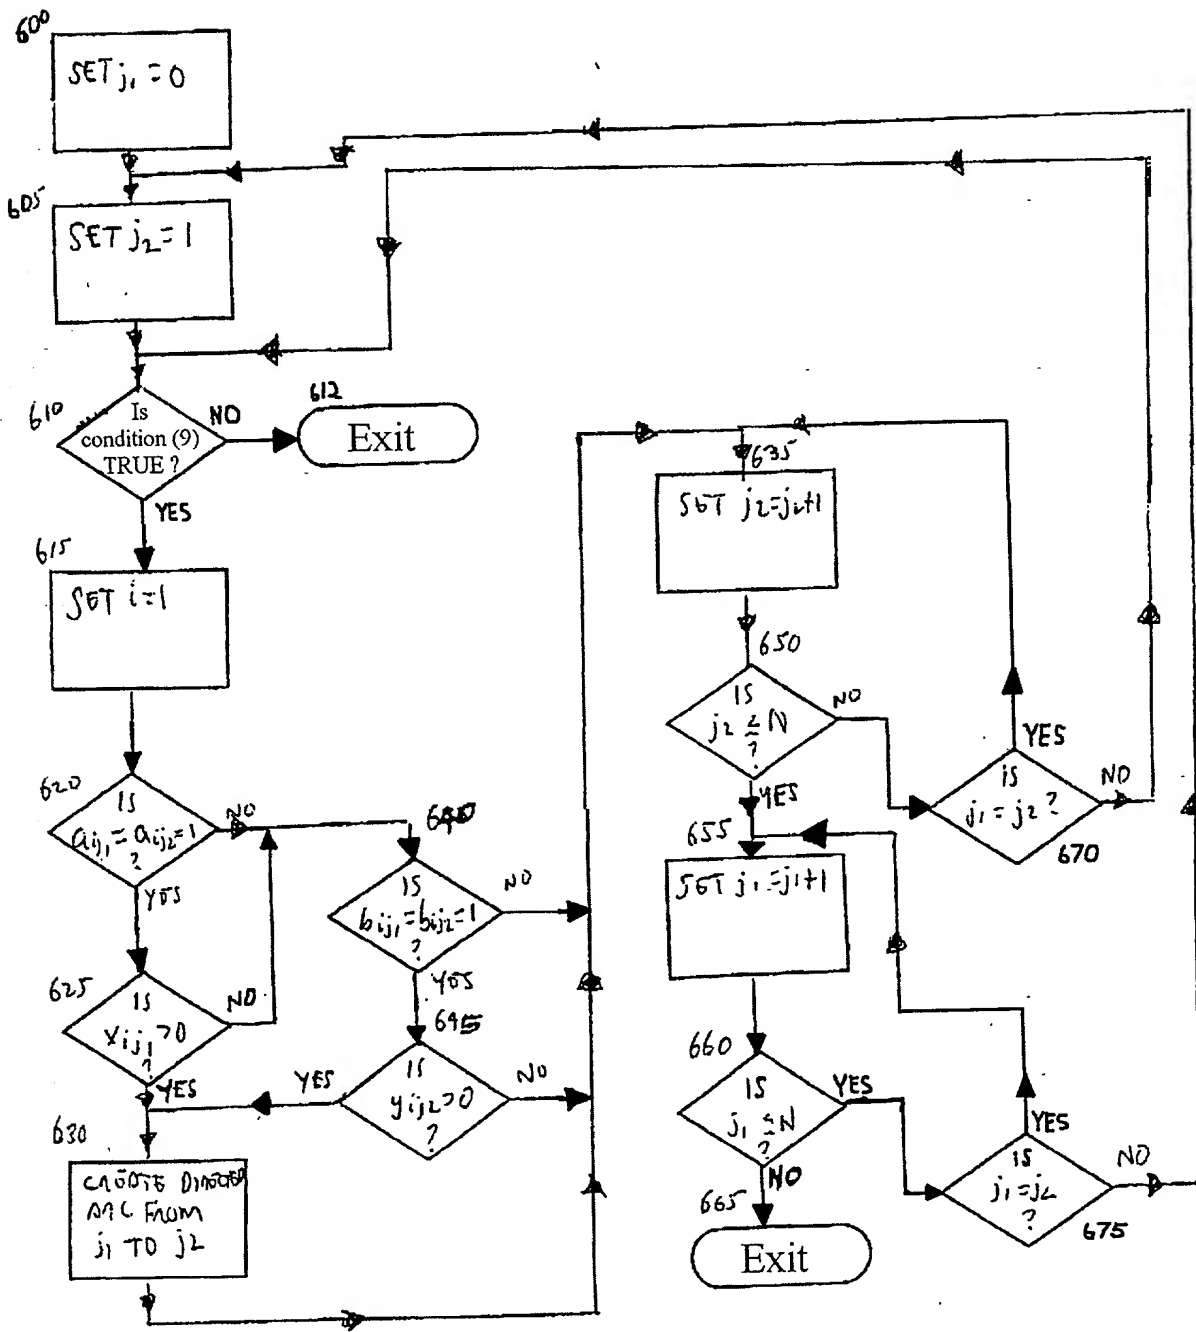 600
SET j₁ = 0
605
SET j₂ = 1
610
Is
condition (9)
TRUE ?
NO
612
Exit
YES
615
SET i=1
620
IS
aij₁ = aij₂ = 1
?
NO
YES
625
IS
xij₁ >0
?
NO
YES
630
CREATE DIRECTED
ARC FROM
j₁ TO j₂
640
IS
bij₁ = bij₂ = 1
?
NO
YES
645
IS
yij₂ >0
?
YES
NO
635
SET j₂=j₂+1
650
IS
j₂ ≤ N
?
NO
YES
670
is
j₁ = j₂ ?
YES
NO
655
SET j₁ = j₁+1
660
IS
j₁ ≤ N
?
YES
NO
665
Exit
675
IS
j₁ = j₂
?
YES
NO